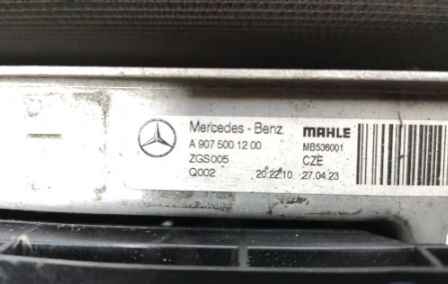 Mercedes-Benz MAHLE
A 907 500 12 00 MB536001
ZGS005 CZE
Q002 20:22:10 27.04.23